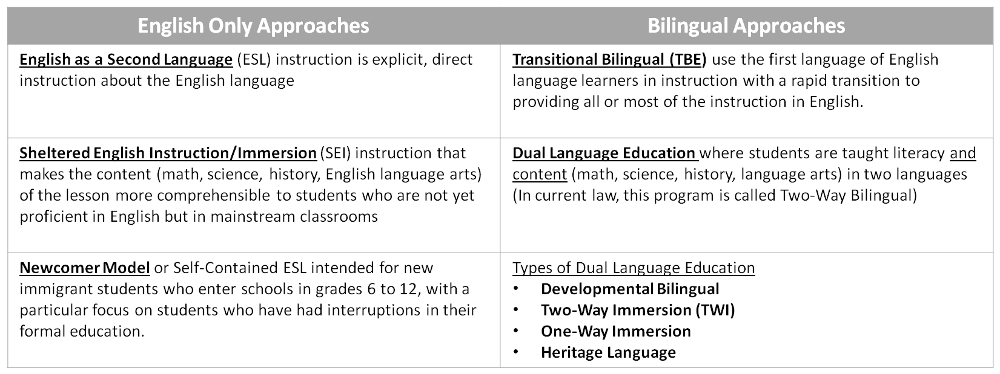 English Only Approaches
Bilingual Approaches
English as a Second Language (ESL) instruction is explicit, direct
instruction about the English language
Transitional Bilingual (TBE) use the first language of English
language learners in instruction with a rapid transition to
providing all or most of the instruction in English.
Sheltered English Instruction/Immersion (SEI) instruction that
makes the content (math, science, history, English language arts)
of the lesson more comprehensible to students who are not yet
proficient in English but in mainstream classrooms
Dual Language Education where students are taught literacy and
content (math, science, history, language arts) in two languages
(In current law, this program is called Two-Way Bilingual)
Newcomer Model or Self-Contained ESL intended for new
immigrant students who enter schools in grades 6 to 12, with a
particular focus on students who have had interruptions in their
formal education.
Types of Dual Language Education
• Developmental Bilingual
• Two-Way Immersion (TWI)
• One-Way Immersion
• Heritage Language